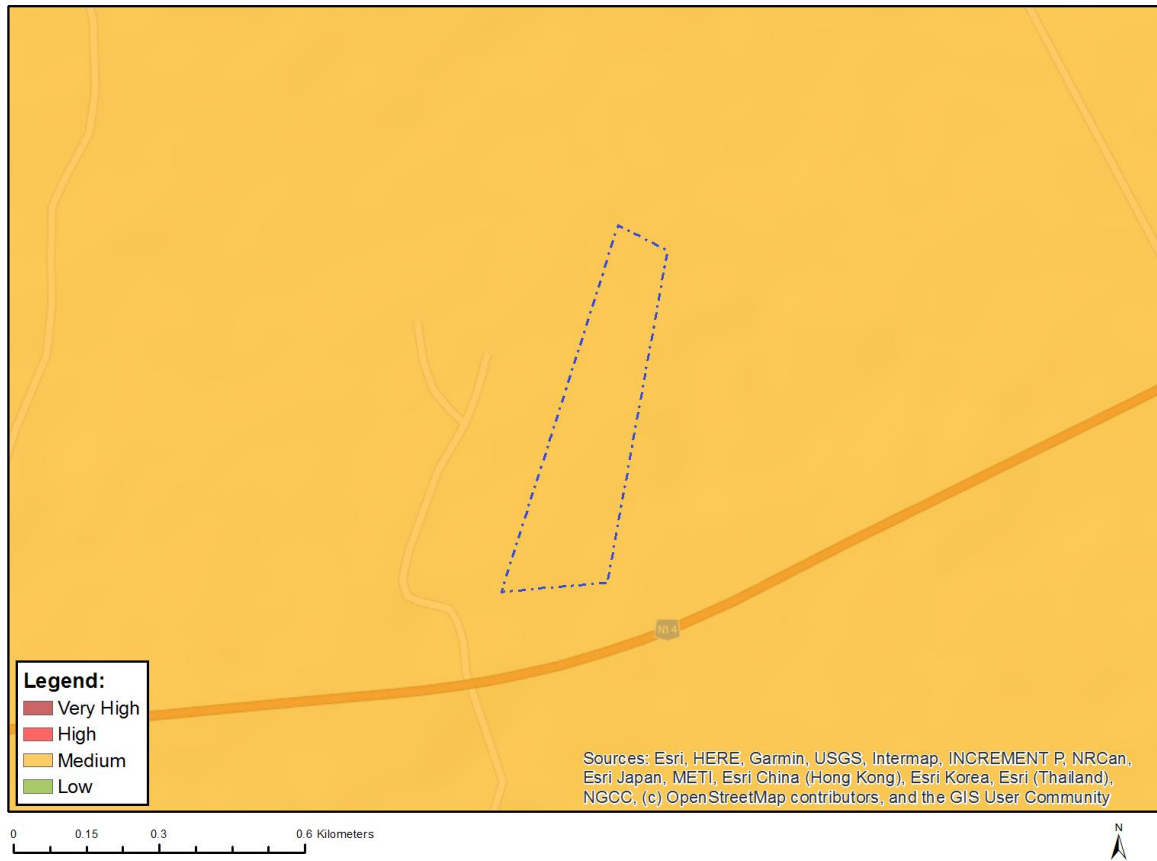 N14
Legend:
Very High
High
Medium
Low
Sources: Esri, HERE, Garmin, USGS, Intermap, INCREMENT P, NRCan,
Esri Japan, METI, Esri China (Hong Kong), Esri Korea, Esri (Thailand),
NGCC, (c) OpenStreetMap contributors, and the GIS User Community
0 0.15 0.3 0.6 Kilometers
N